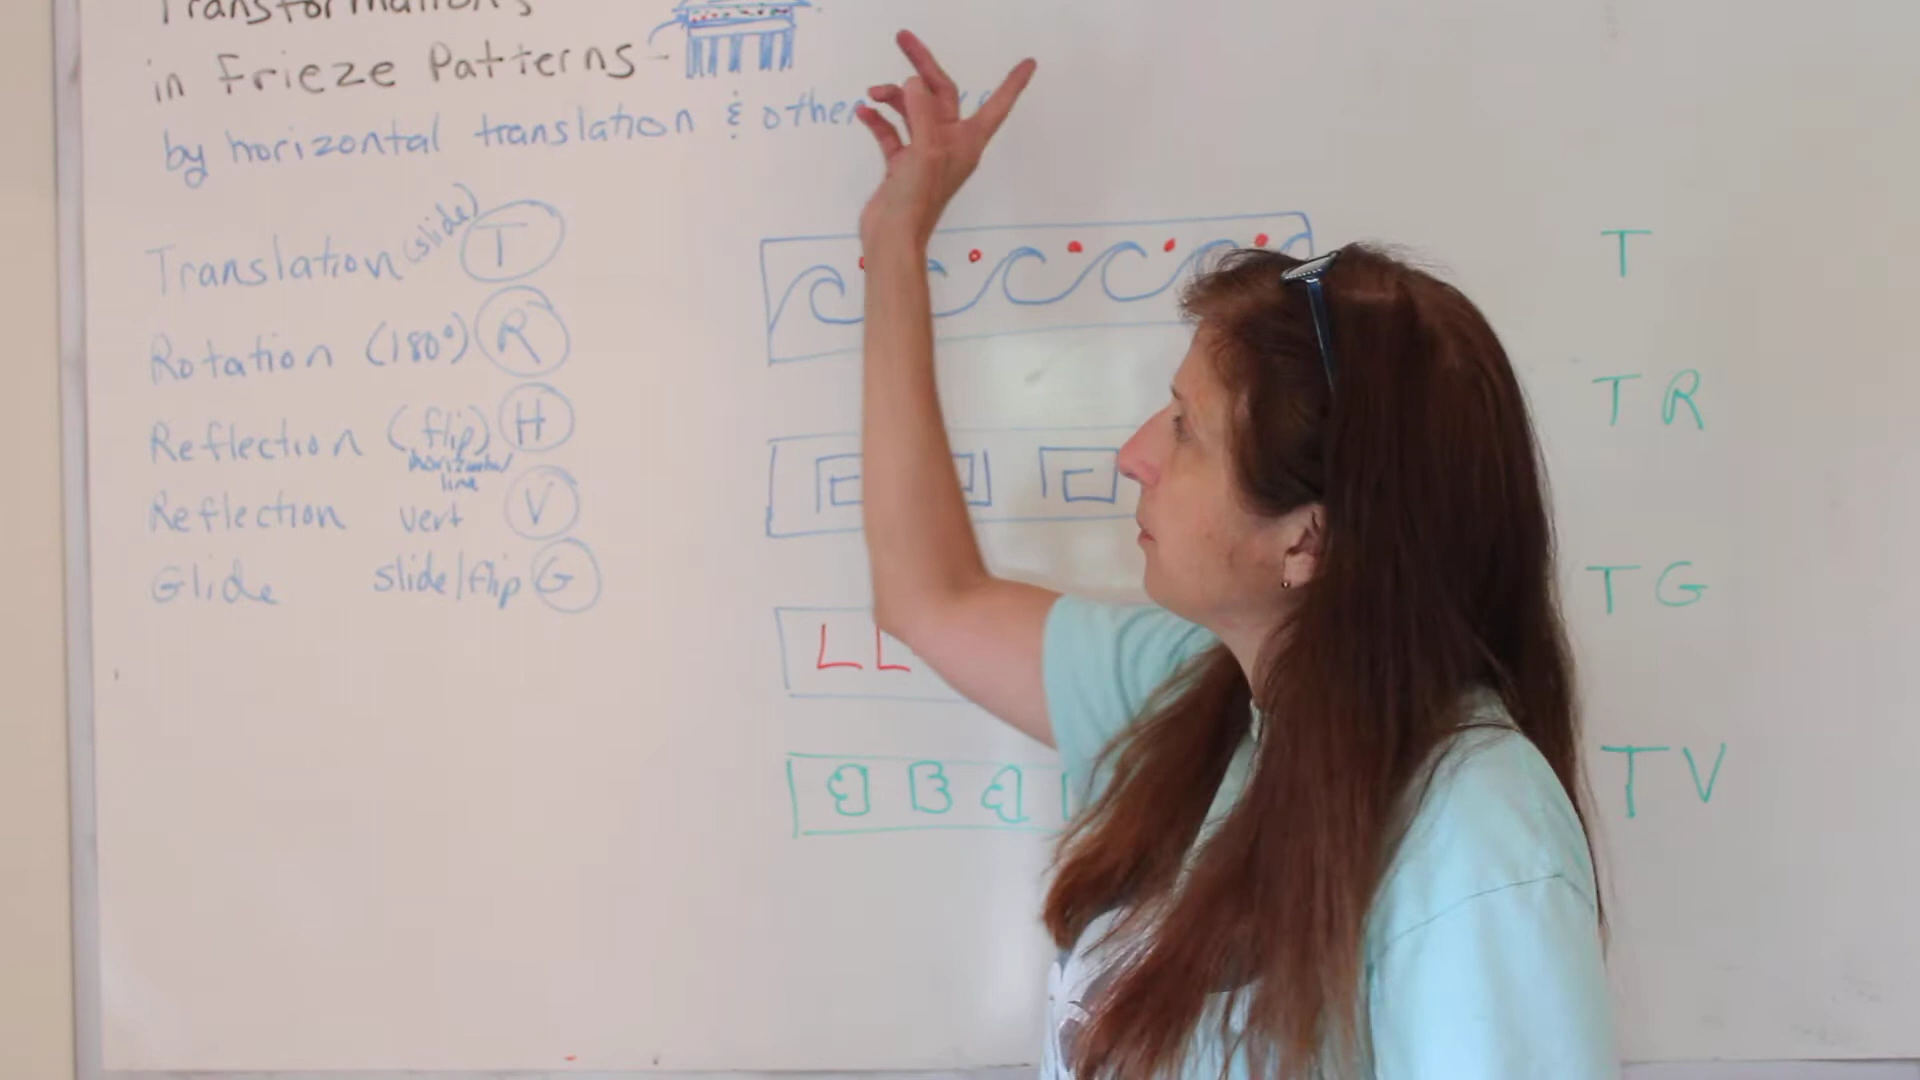 Transformations
in Frieze Patterns -
by horizontal translation & other
Translation (slide) T
Rotation (180°) R
Reflection (flip) H
horizontal
line
Reflection vert V
Glide slide/flip G
T
T R
L L
T G
T V